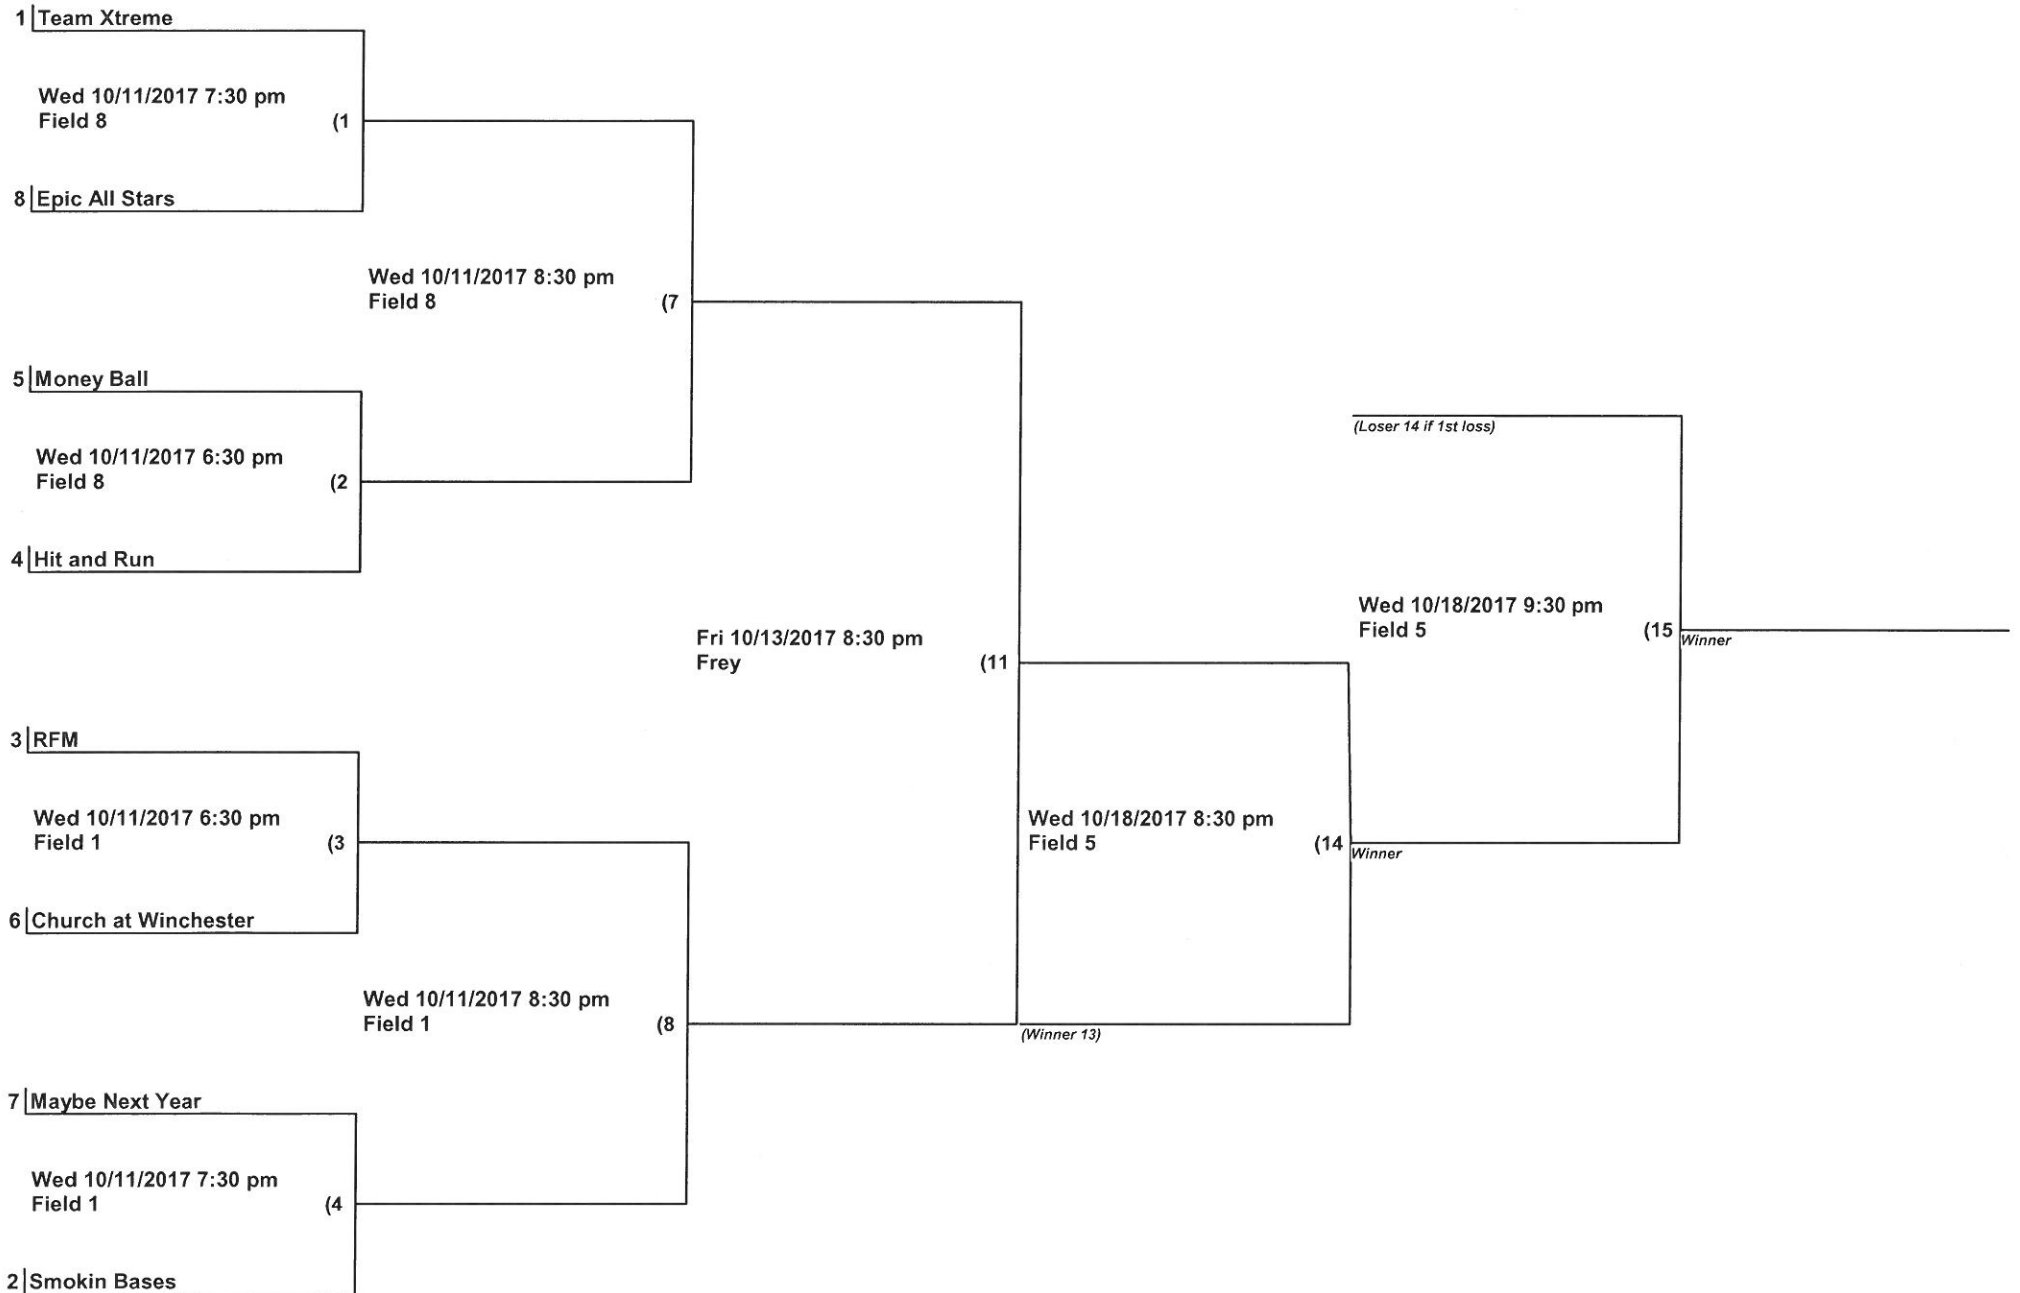 1 Team Xtreme
Wed 10/11/2017 7:30 pm
Field 8 (1
8 Epic All Stars
Wed 10/11/2017 8:30 pm
Field 8 (7
5 Money Ball
Wed 10/11/2017 6:30 pm
Field 8 (2
4 Hit and Run
(Loser 14 if 1st loss)
Wed 10/18/2017 9:30 pm
Field 5 (15 Winner
Fri 10/13/2017 8:30 pm
Frey (11
3 RFM
Wed 10/11/2017 6:30 pm
Field 1 (3
6 Church at Winchester
Wed 10/18/2017 8:30 pm
Field 5 (14 Winner
Wed 10/11/2017 8:30 pm
Field 1 (8
(Winner 13)
7 Maybe Next Year
Wed 10/11/2017 7:30 pm
Field 1 (4
2 Smokin Bases